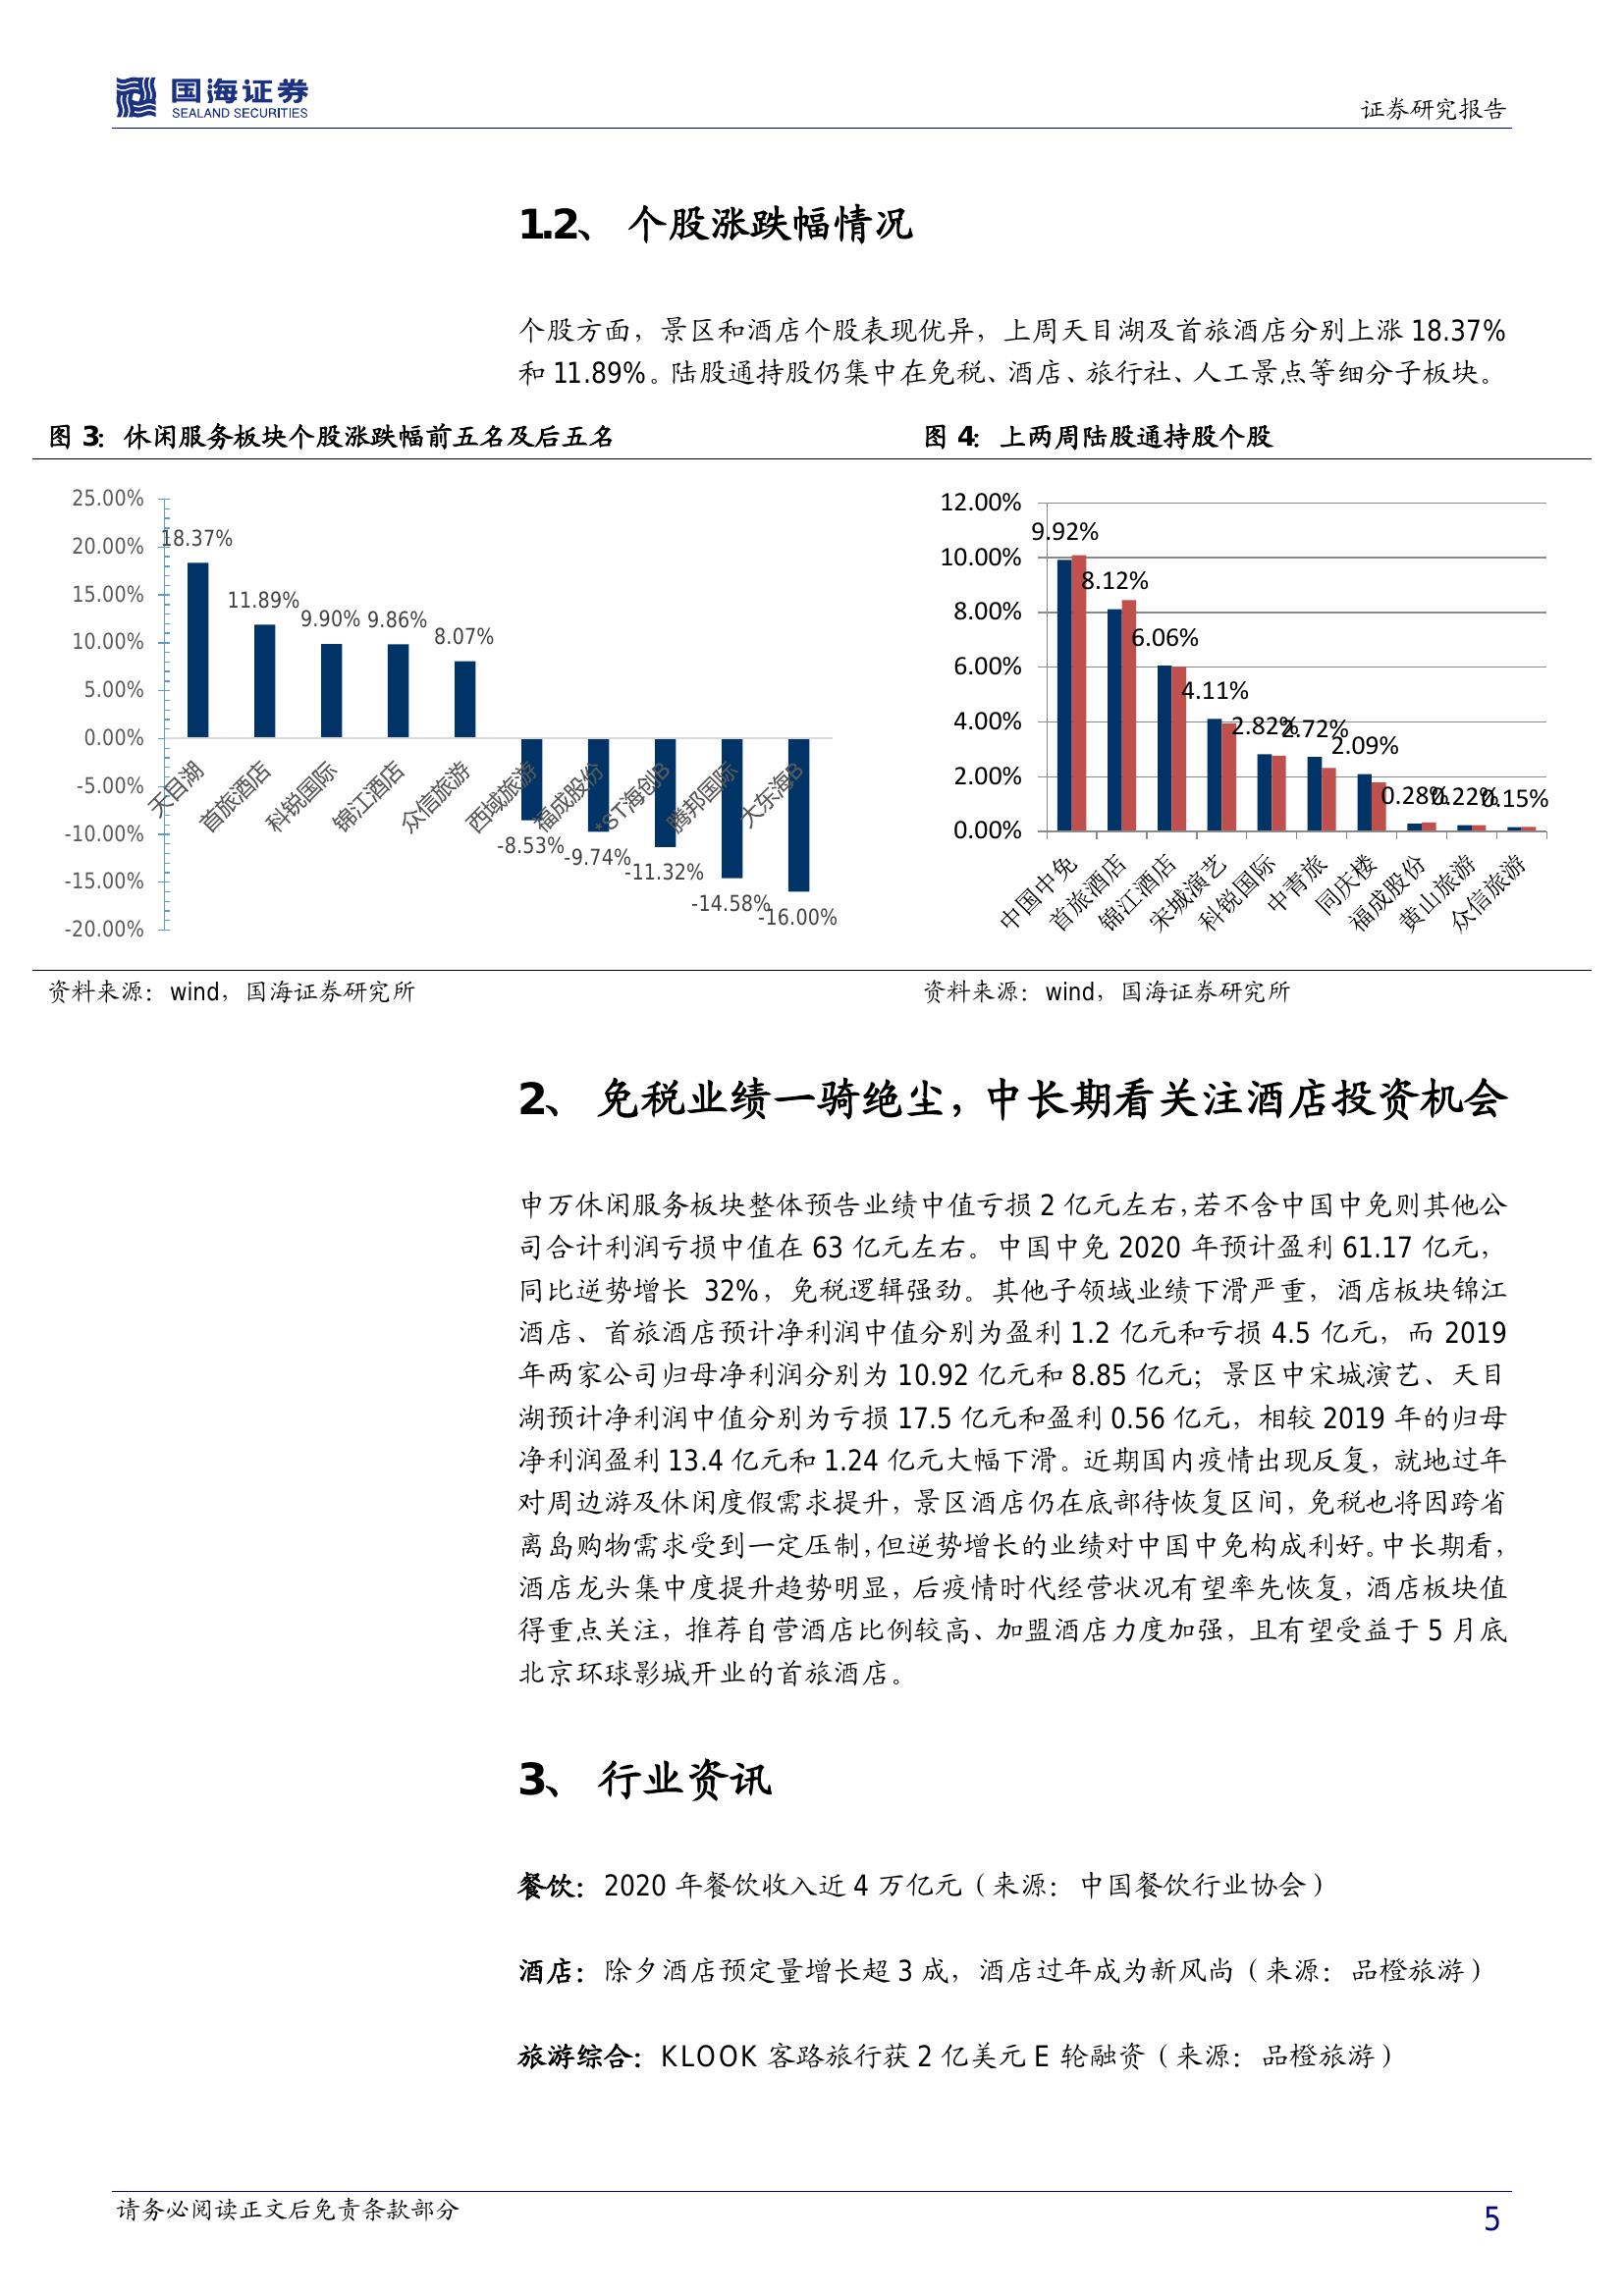 国海证券
SEALAND SECURITIES
证券研究报告
1.2、 个股涨跌幅情况
个股方面，景区和酒店个股表现优异，上周天目湖及首旅酒店分别上涨 18.37%
和 11.89%。陆股通持股仍集中在免税、酒店、旅行社、人工景点等细分子板块。
图 3：休闲服务板块个股涨跌幅前五名及后五名
25.00%
20.00%
15.00%
10.00%
5.00%
0.00%
-5.00%
-10.00%
-15.00%
-20.00%
18.37%
11.89%
9.90%
9.86%
8.07%
-8.53%
-9.74%
-11.32%
-14.58%
-16.00%
天目湖
首旅酒店
科锐国际
锦江酒店
众信旅游
西域旅游
福成股份
*ST海创B
腾邦国际
大东海B
资料来源：wind，国海证券研究所
图 4：上两周陆股通持股个股
12.00%
10.00%
8.00%
6.00%
4.00%
2.00%
0.00%
9.92%
8.12%
6.06%
4.11%
2.82%
2.72%
2.09%
0.28%
0.22%
0.15%
中国中免
首旅酒店
锦江酒店
宋城演艺
科锐国际
中青旅
同庆楼
福成股份
黄山旅游
众信旅游
资料来源：wind，国海证券研究所
2、 免税业绩一骑绝尘，中长期看关注酒店投资机会
申万休闲服务板块整体预告业绩中值亏损 2 亿元左右，若不含中国中免则其他公
司合计利润亏损中值在 63 亿元左右。中国中免 2020 年预计盈利 61.17 亿元，
同比逆势增长 32%，免税逻辑强劲。其他子领域业绩下滑严重，酒店板块锦江
酒店、首旅酒店预计净利润中值分别为盈利 1.2 亿元和亏损 4.5 亿元，而 2019
年两家公司归母净利润分别为 10.92 亿元和 8.85 亿元；景区中宋城演艺、天目
湖预计净利润中值分别为亏损 17.5 亿元和盈利 0.56 亿元，相较 2019 年的归母
净利润盈利 13.4 亿元和 1.24 亿元大幅下滑。近期国内疫情出现反复，就地过年
对周边游及休闲度假需求提升，景区酒店仍在底部待恢复区间，免税也将因跨省
离岛购物需求受到一定压制，但逆势增长的业绩对中国中免构成利好。中长期看，
酒店龙头集中度提升趋势明显，后疫情时代经营状况有望率先恢复，酒店板块值
得重点关注，推荐自营酒店比例较高、加盟酒店力度加强，且有望受益于 5 月底
北京环球影城开业的首旅酒店。
3、 行业资讯
餐饮：2020 年餐饮收入近 4 万亿元（来源：中国餐饮行业协会）
酒店：除夕酒店预定量增长超 3 成，酒店过年成为新风尚（来源：品橙旅游）
旅游综合：KLOOK 客路旅行获 2 亿美元 E 轮融资（来源：品橙旅游）
请务必阅读正文后免责条款部分
5